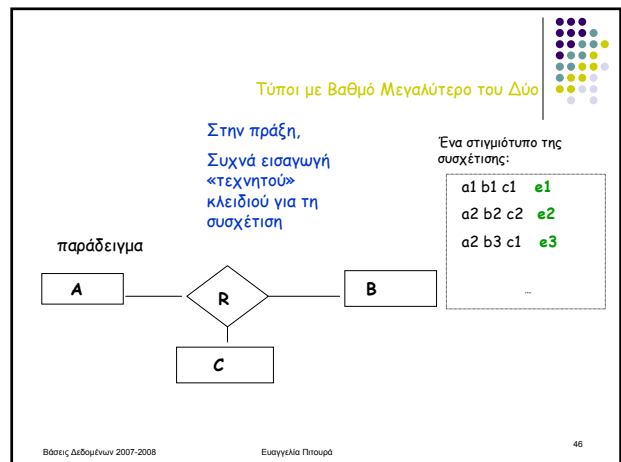 Τύποι με Βαθμό Μεγαλύτερο του Δύο
Στην πράξη,
Συχνά εισαγωγή
«τεχνητού»
κλειδιού για τη
συσχέτιση
Ένα στιγμιότυπο της
συσχέτισης:
a1 b1 c1 e1
a2 b2 c2 e2
a2 b3 c1 e3
...
παράδειγμα
A
R
B
C
Βάσεις Δεδομένων 2007-2008
Ευαγγελία Πιτουρά
46